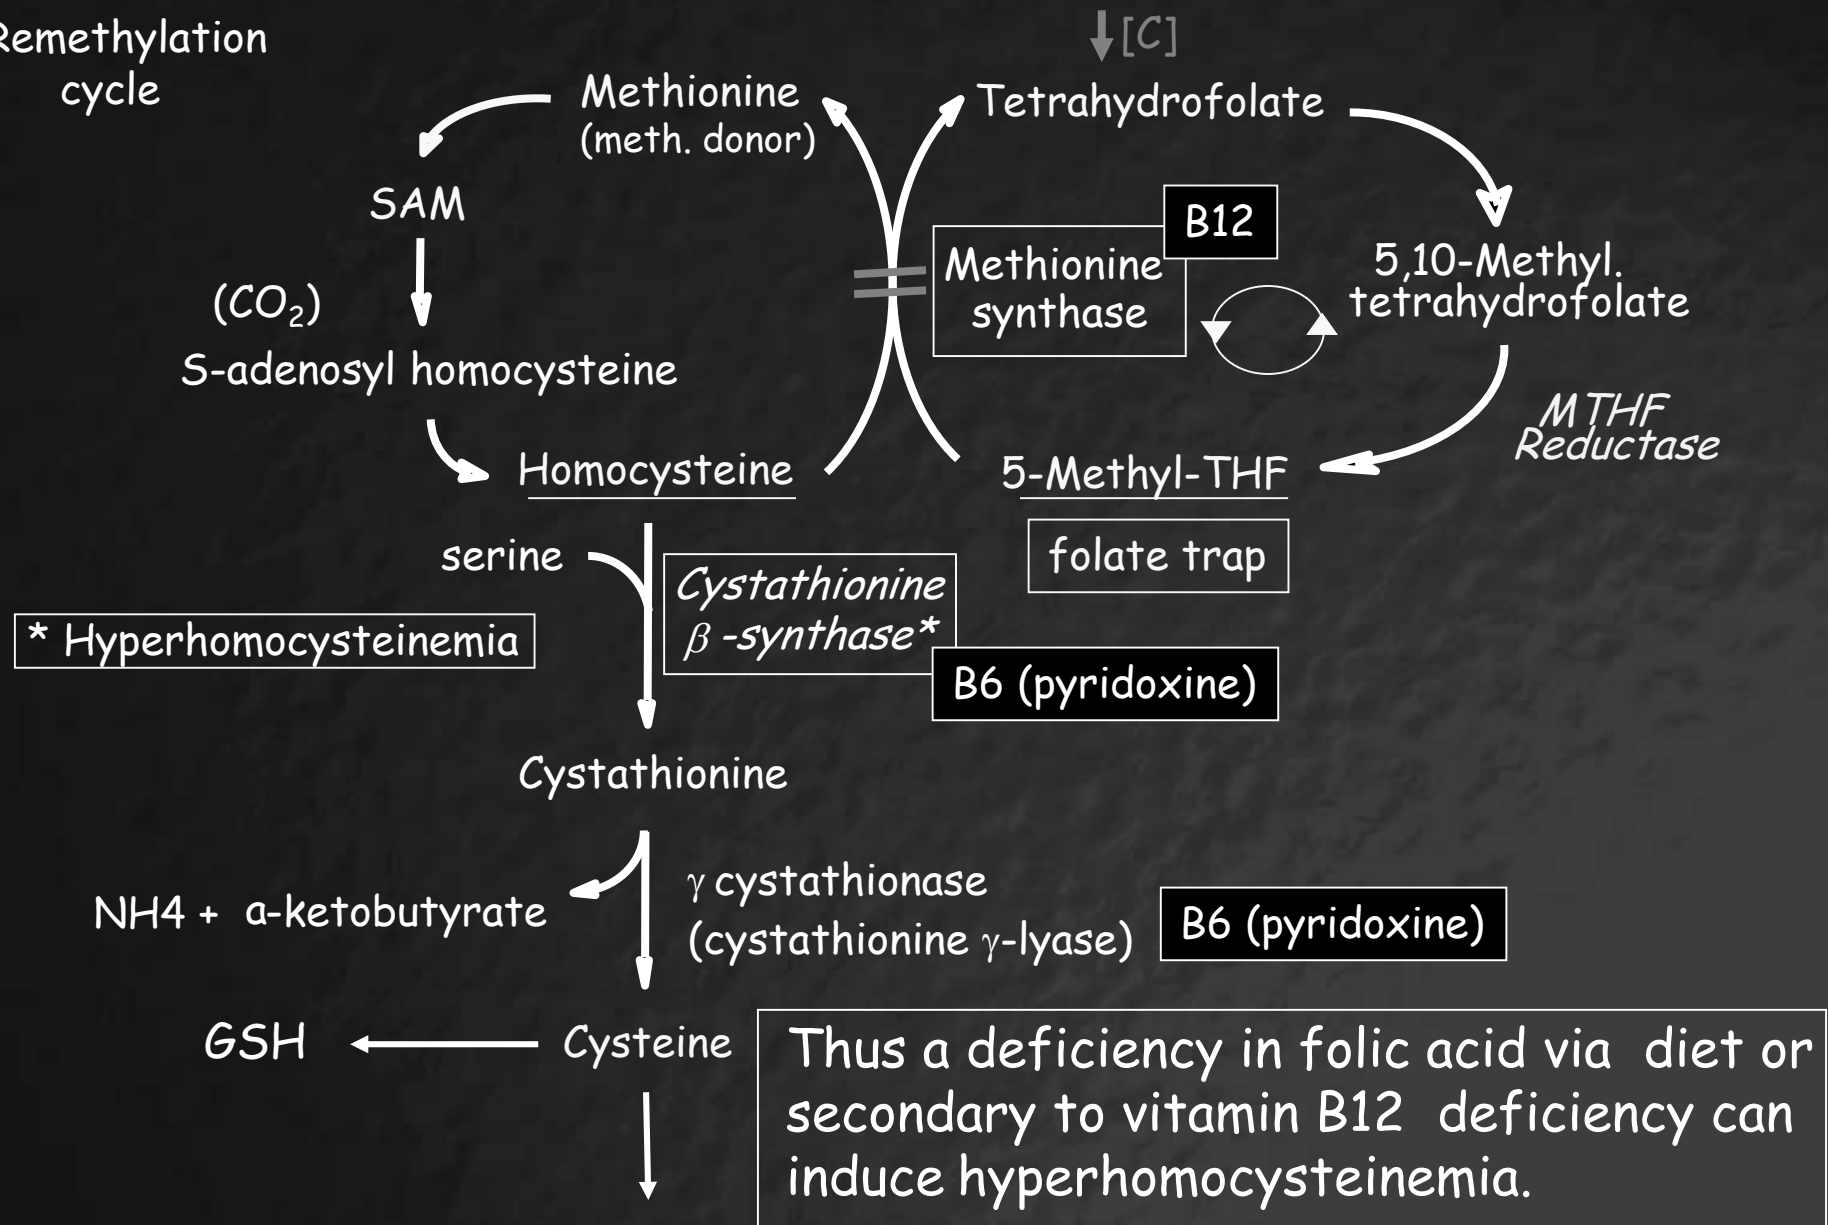 Remethylation
cycle
[C]
Methionine
(meth. donor)
Tetrahydrofolate
SAM
B12
Methionine
synthase
5,10-Methyl.
tetrahydrofolate
(CO₂)
S-adenosyl homocysteine
MTHF
Reductase
Homocysteine
5-Methyl-THF
serine
folate trap
Cystathionine
β -synthase*
* Hyperhomocysteinemia
B6 (pyridoxine)
Cystathionine
γ cystathionase
(cystathionine γ-lyase)
NH4 + α-ketobutyrate
B6 (pyridoxine)
GSH
Cysteine
Thus a deficiency in folic acid via diet or
secondary to vitamin B12 deficiency can
induce hyperhomocysteinemia.